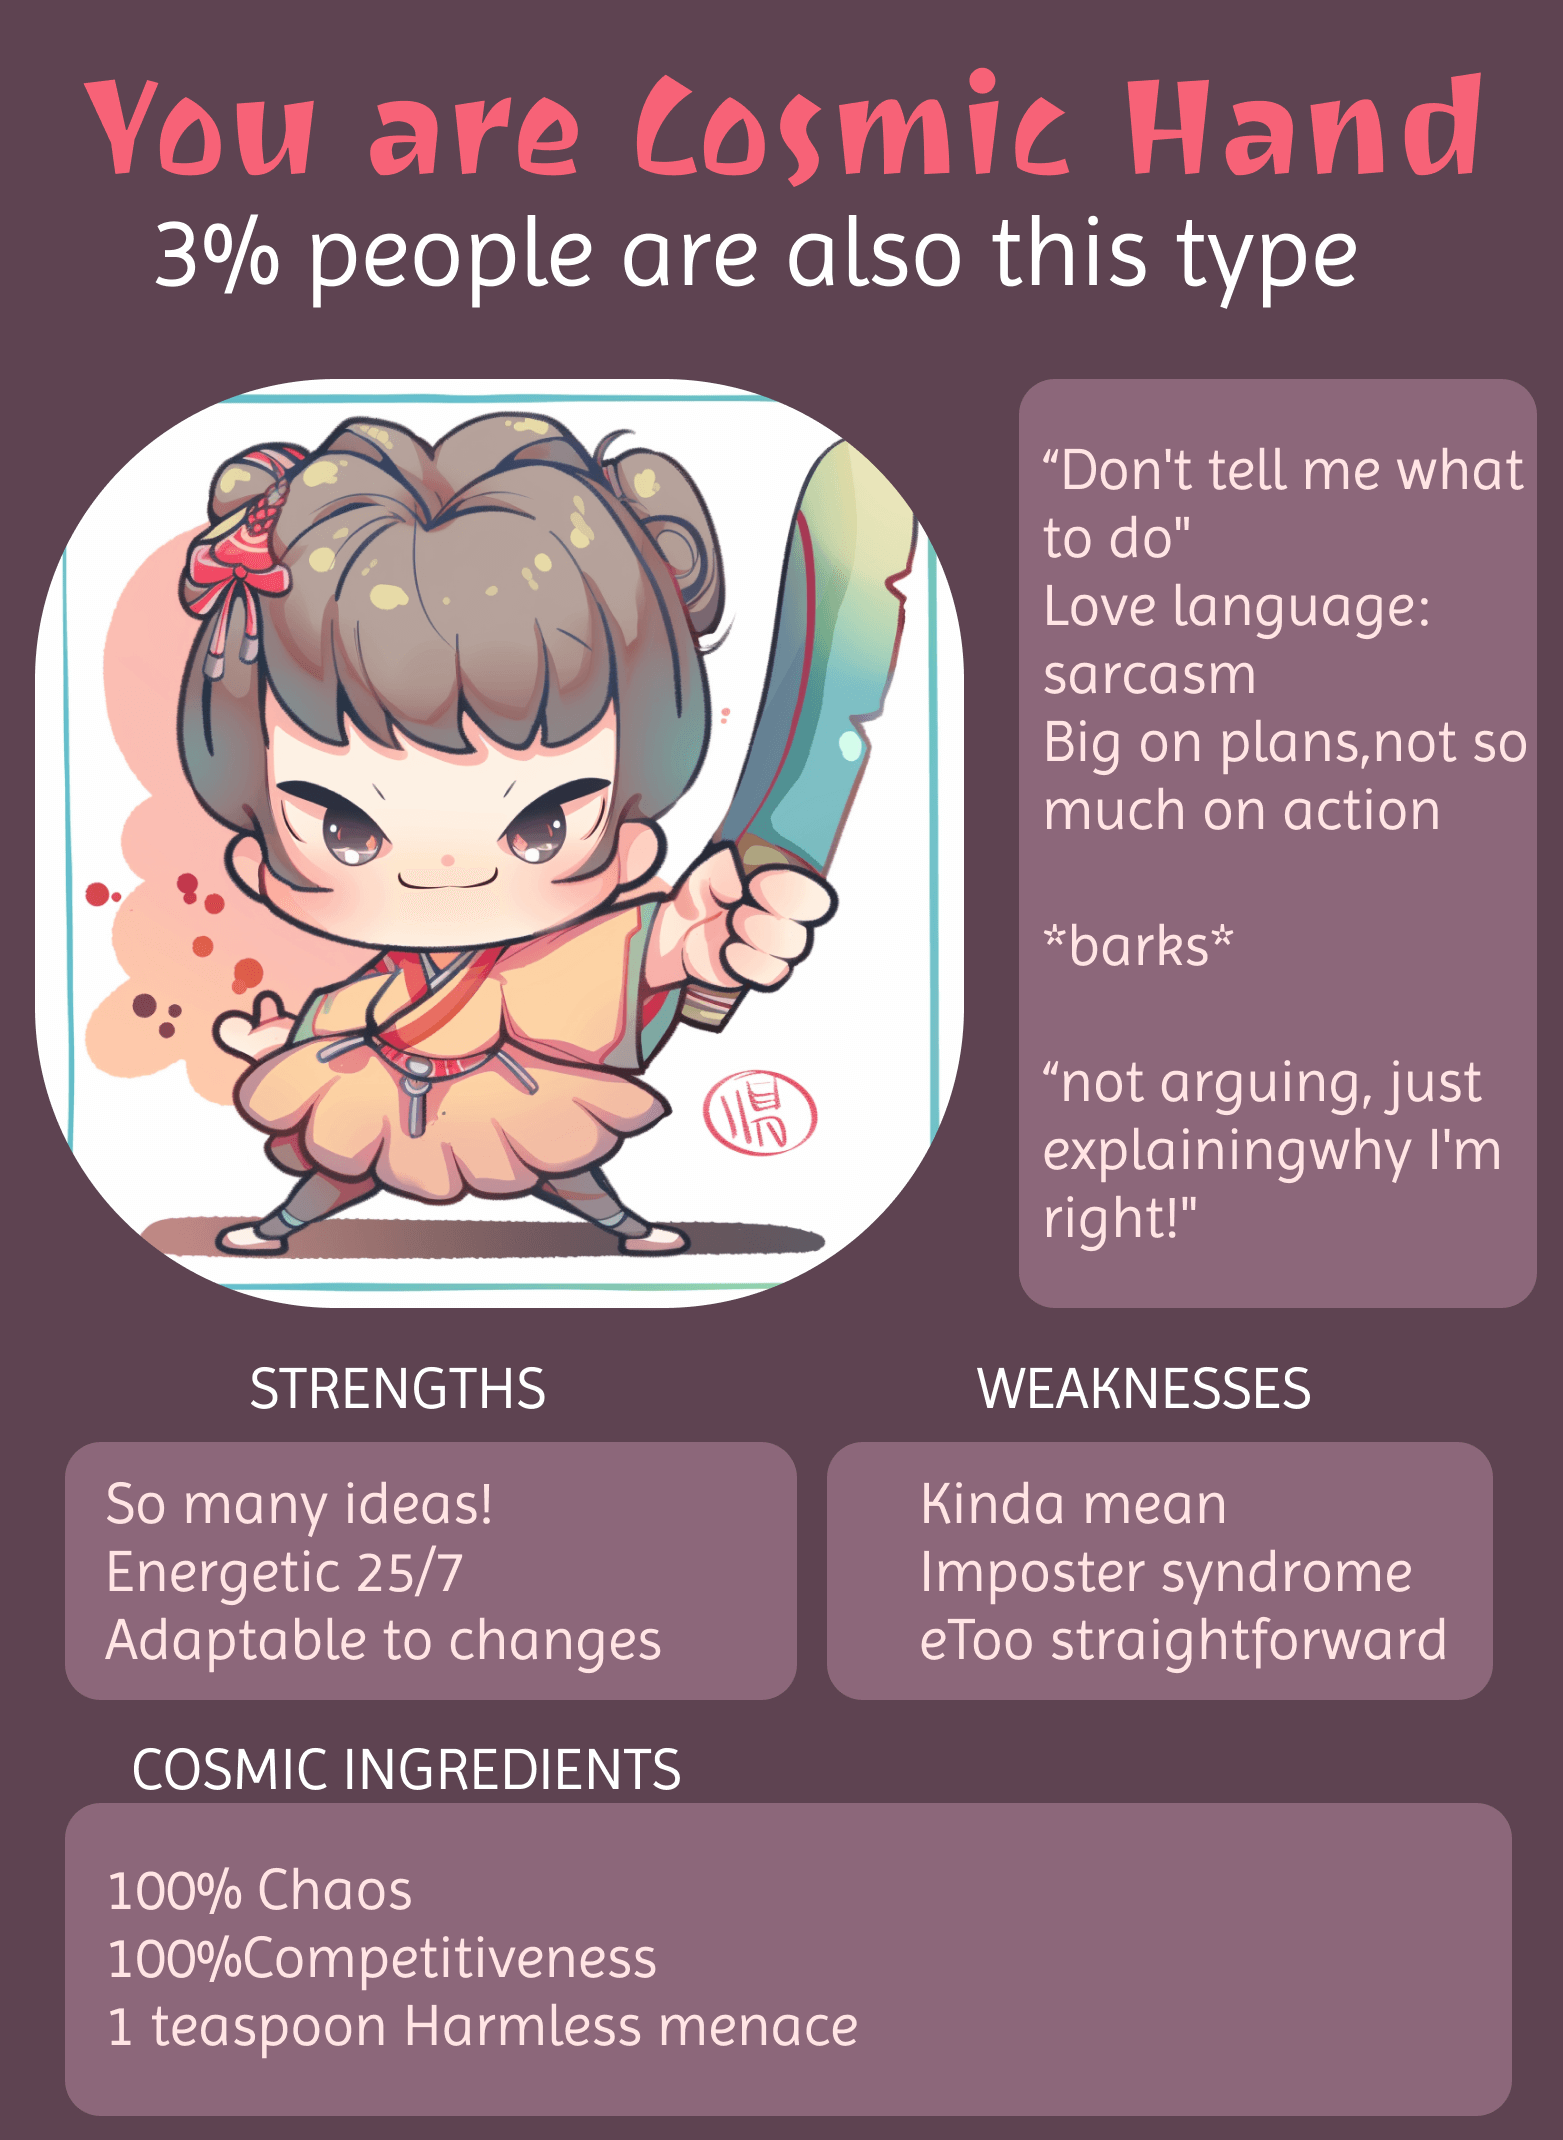 You are Cosmic Hand
3% people are also this type
“Don't tell me what
to do"
Love language:
sarcasm
Big on plans,not so
much on action
*barks*
“not arguing, just
explainingwhy I'm
right!"
STRENGTHS
So many ideas!
Energetic 25/7
Adaptable to changes
WEAKNESSES
Kinda mean
Imposter syndrome
eToo straightforward
COSMIC INGREDIENTS
100% Chaos
100%Competitiveness
1 teaspoon Harmless menace